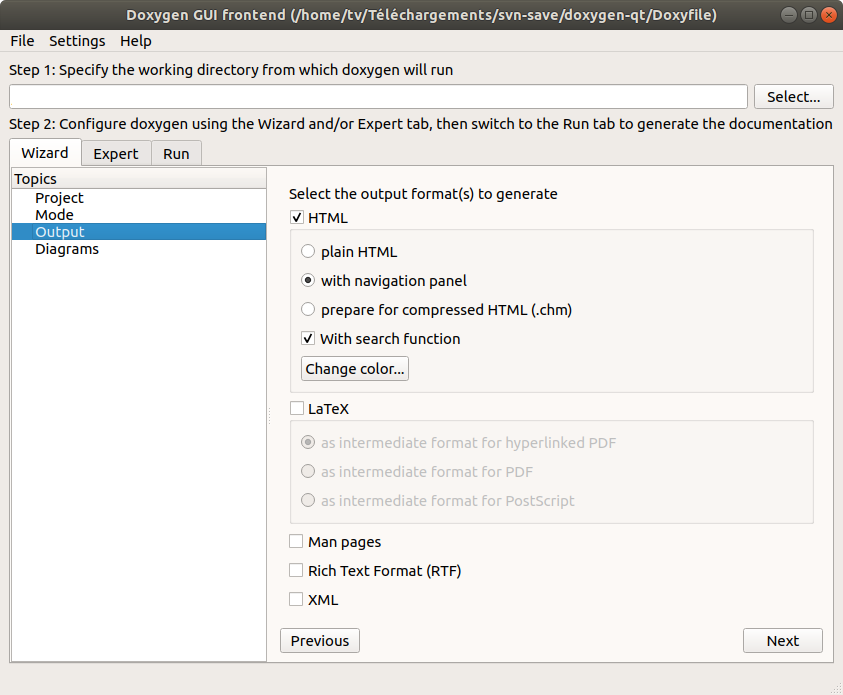 Doxygen GUI frontend (/home/tv/Téléchargements/svn-save/doxygen-qt/Doxyfile)
File Settings Help
Step 1: Specify the working directory from which doxygen will run
Select...
Step 2: Configure doxygen using the Wizard and/or Expert tab, then switch to the Run tab to generate the documentation
Wizard Expert Run
Topics
Project
Mode
Output
Diagrams
Select the output format(s) to generate
HTML
plain HTML
with navigation panel
prepare for compressed HTML (.chm)
With search function
Change color...
LaTeX
as intermediate format for hyperlinked PDF
as intermediate format for PDF
as intermediate format for PostScript
Man pages
Rich Text Format (RTF)
XML
Previous Next